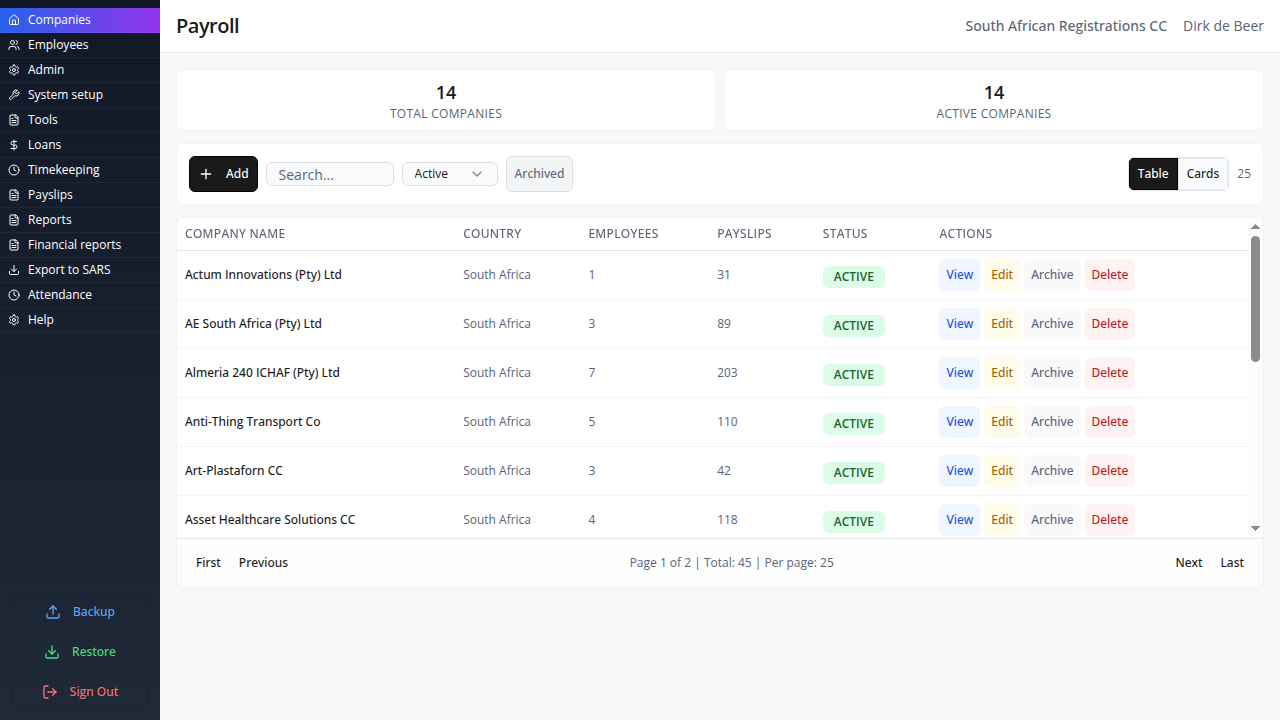 Companies
Employees
Admin
System setup
Tools
Loans
Timekeeping
Payslips
Reports
Financial reports
Export to SARS
Attendance
Help
Backup
Restore
Sign Out
Payroll South African Registrations CC Dirk de Beer
14 14
TOTAL COMPANIES ACTIVE COMPANIES
Add Search... Active Archived Table Cards 25
COMPANY NAME COUNTRY EMPLOYEES PAYSLIPS STATUS ACTIONS
Actum Innovations (Pty) Ltd South Africa 1 31 ACTIVE View Edit Archive Delete
AE South Africa (Pty) Ltd South Africa 3 89 ACTIVE View Edit Archive Delete
Almeria 240 ICHAF (Pty) Ltd South Africa 7 203 ACTIVE View Edit Archive Delete
Anti-Thing Transport Co South Africa 5 110 ACTIVE View Edit Archive Delete
Art-Plastaforn CC South Africa 3 42 ACTIVE View Edit Archive Delete
Asset Healthcare Solutions CC South Africa 4 118 ACTIVE View Edit Archive Delete
First Previous Page 1 of 2 | Total: 45 | Per page: 25 Next Last